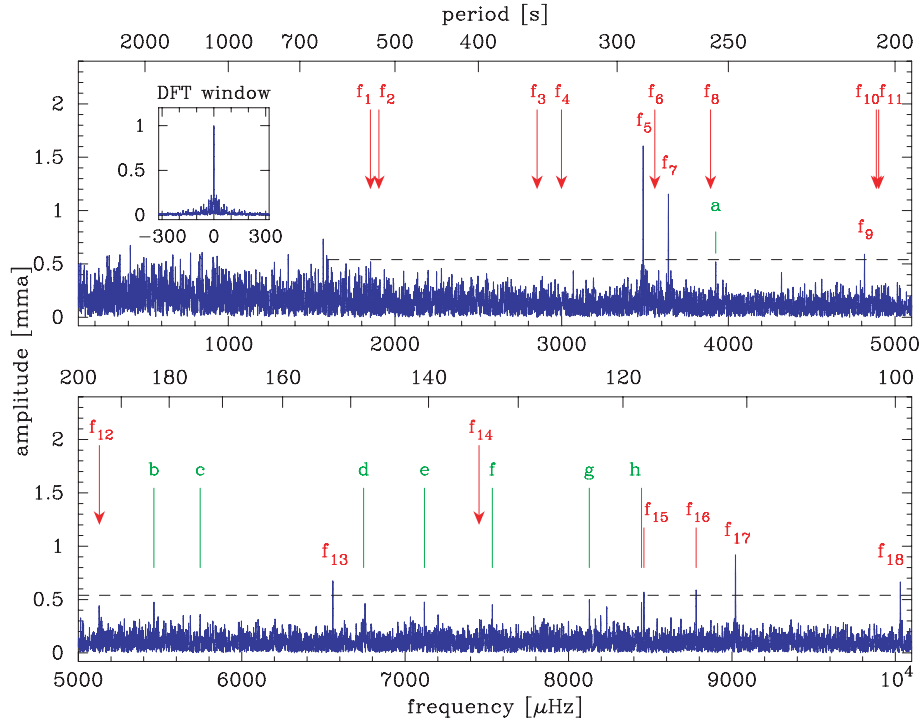 period [s]
2000 1000 700 500 400 300 250 200
DFT window
1
0.5
0
−300 0 300
f₁ f₂ f₃ f₄ f₅ f₆ f₇ f₈ a f₉ f₁₀ f₁₁
2
1.5
1
0.5
0
1000 2000 3000 4000 5000
200 180 160 140 120 100
amplitude [mma]
f₁₂ b c f₁₃ d e f₁₄ f g h f₁₅ f₁₆ f₁₇ f₁₈
2
1.5
1
0.5
0
5000 6000 7000 8000 9000 10⁴
frequency [μHz]